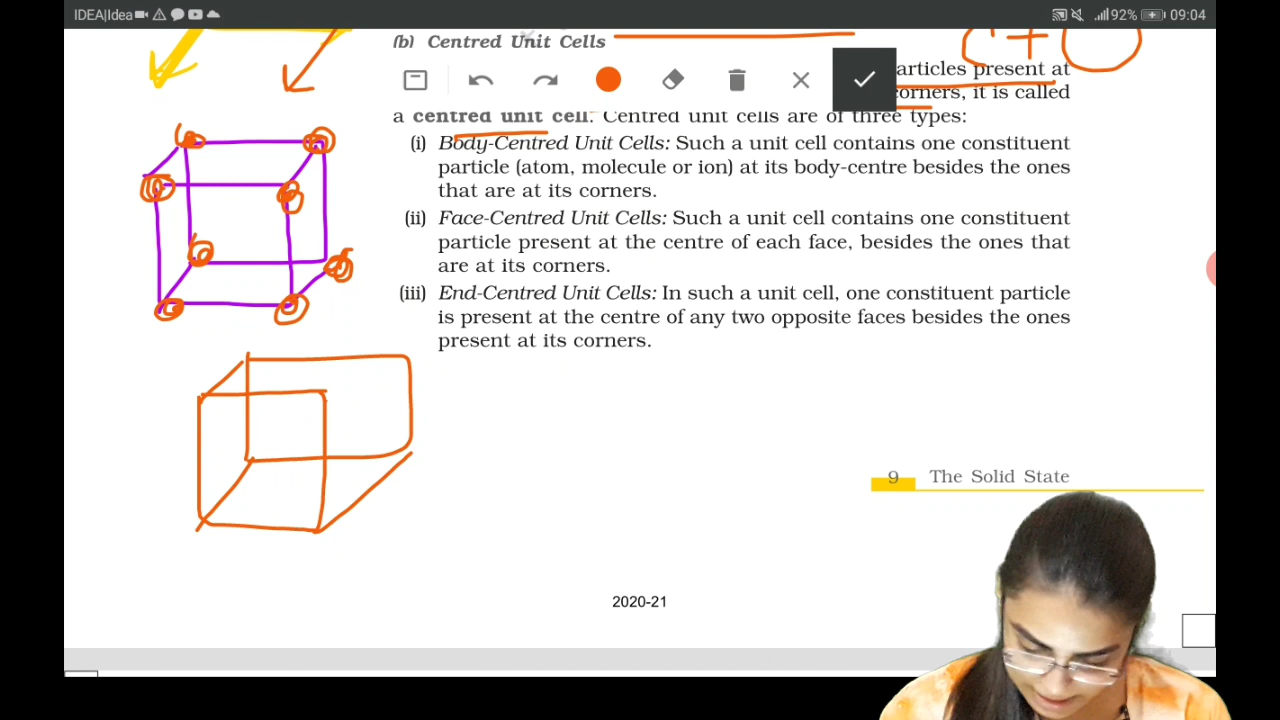 IDEA|Idea 92% 09:04
(b) Centred Unit Cells
+
articles present at
corners, it is called
a centred unit cell. Centred unit cells are of three types:
(i) Body-Centred Unit Cells: Such a unit cell contains one constituent
particle (atom, molecule or ion) at its body-centre besides the ones
that are at its corners.
(ii) Face-Centred Unit Cells: Such a unit cell contains one constituent
particle present at the centre of each face, besides the ones that
are at its corners.
(iii) End-Centred Unit Cells: In such a unit cell, one constituent particle
is present at the centre of any two opposite faces besides the ones
present at its corners.
9 The Solid State
2020-21